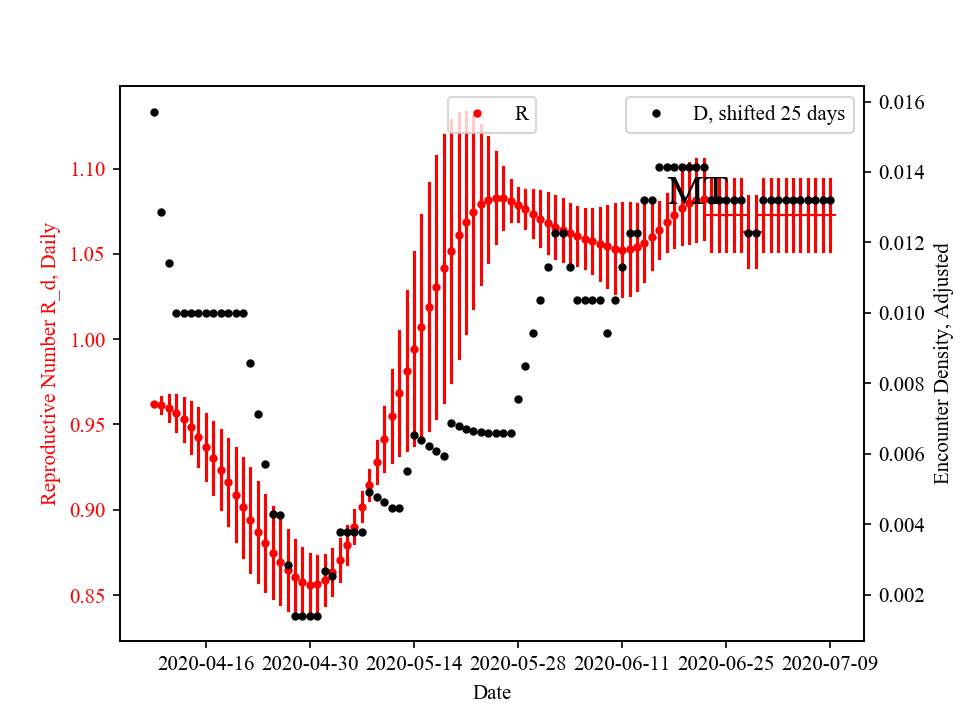 R
D, shifted 25 days
MT
Reproductive Number R_d, Daily
1.10
1.05
1.00
0.95
0.90
0.85
Encounter Density, Adjusted
0.016
0.014
0.012
0.010
0.008
0.006
0.004
0.002
2020-04-16 2020-04-30 2020-05-14 2020-05-28 2020-06-11 2020-06-25 2020-07-09
Date